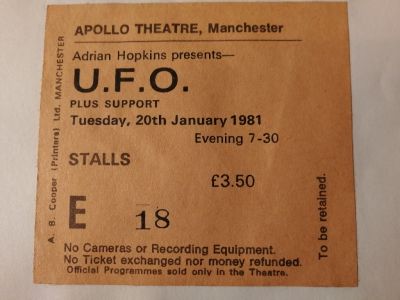 APOLLO THEATRE, Manchester
Adrian Hopkins presents—
U.F.O.
PLUS SUPPORT
Tuesday, 20th January 1981
Evening 7-30
STALLS
£3.50
E 18
No Cameras or Recording Equipment.
No Ticket exchanged nor money refunded.
Official Programmes sold only in the Theatre.
A. B. Cooper (Printers) Ltd. MANCHESTER
To be retained.